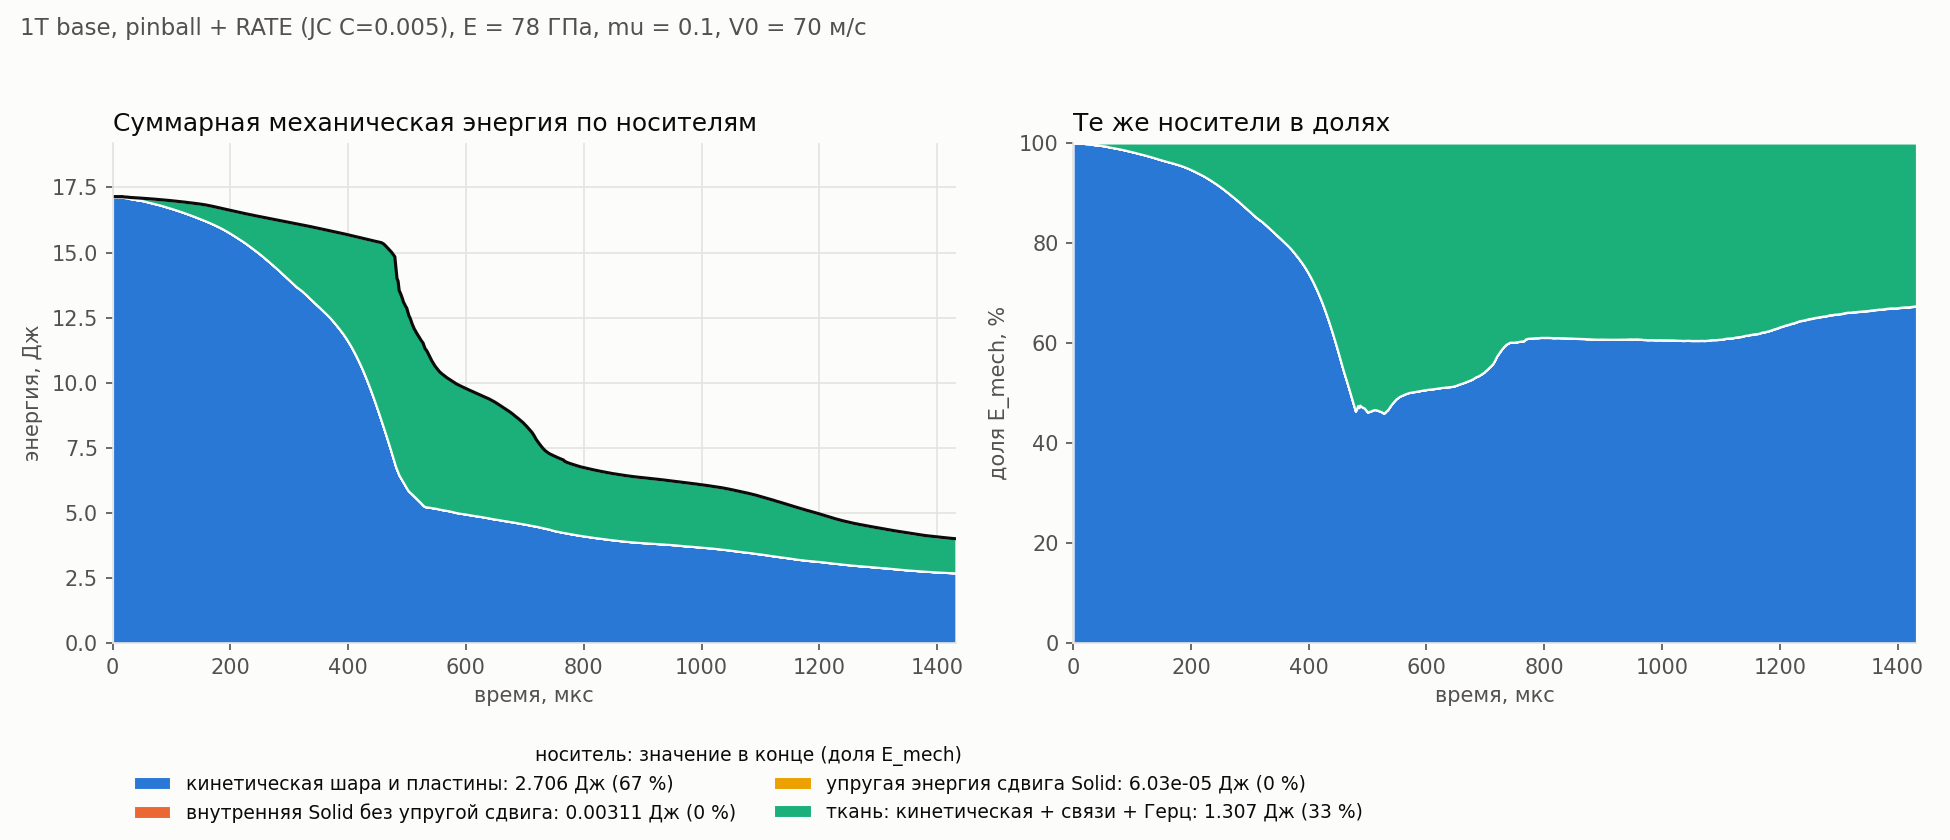 1T base, pinball + RATE (JC C=0.005), E = 78 ГПа, mu = 0.1, V0 = 70 м/с
Суммарная механическая энергия по носителям
17.5
15.0
12.5
10.0
7.5
5.0
2.5
0.0
энергия, Дж
0 200 400 600 800 1000 1200 1400
время, мкс
Те же носители в долях
100
80
60
40
20
0
доля E_mech, %
0 200 400 600 800 1000 1200 1400
время, мкс
носитель: значение в конце (доля E_mech)
кинетическая шара и пластины: 2.706 Дж (67 %)
внутренняя Solid без упругой сдвига: 0.00311 Дж (0 %)
упругая энергия сдвига Solid: 6.03e-05 Дж (0 %)
ткань: кинетическая + связи + Герц: 1.307 Дж (33 %)